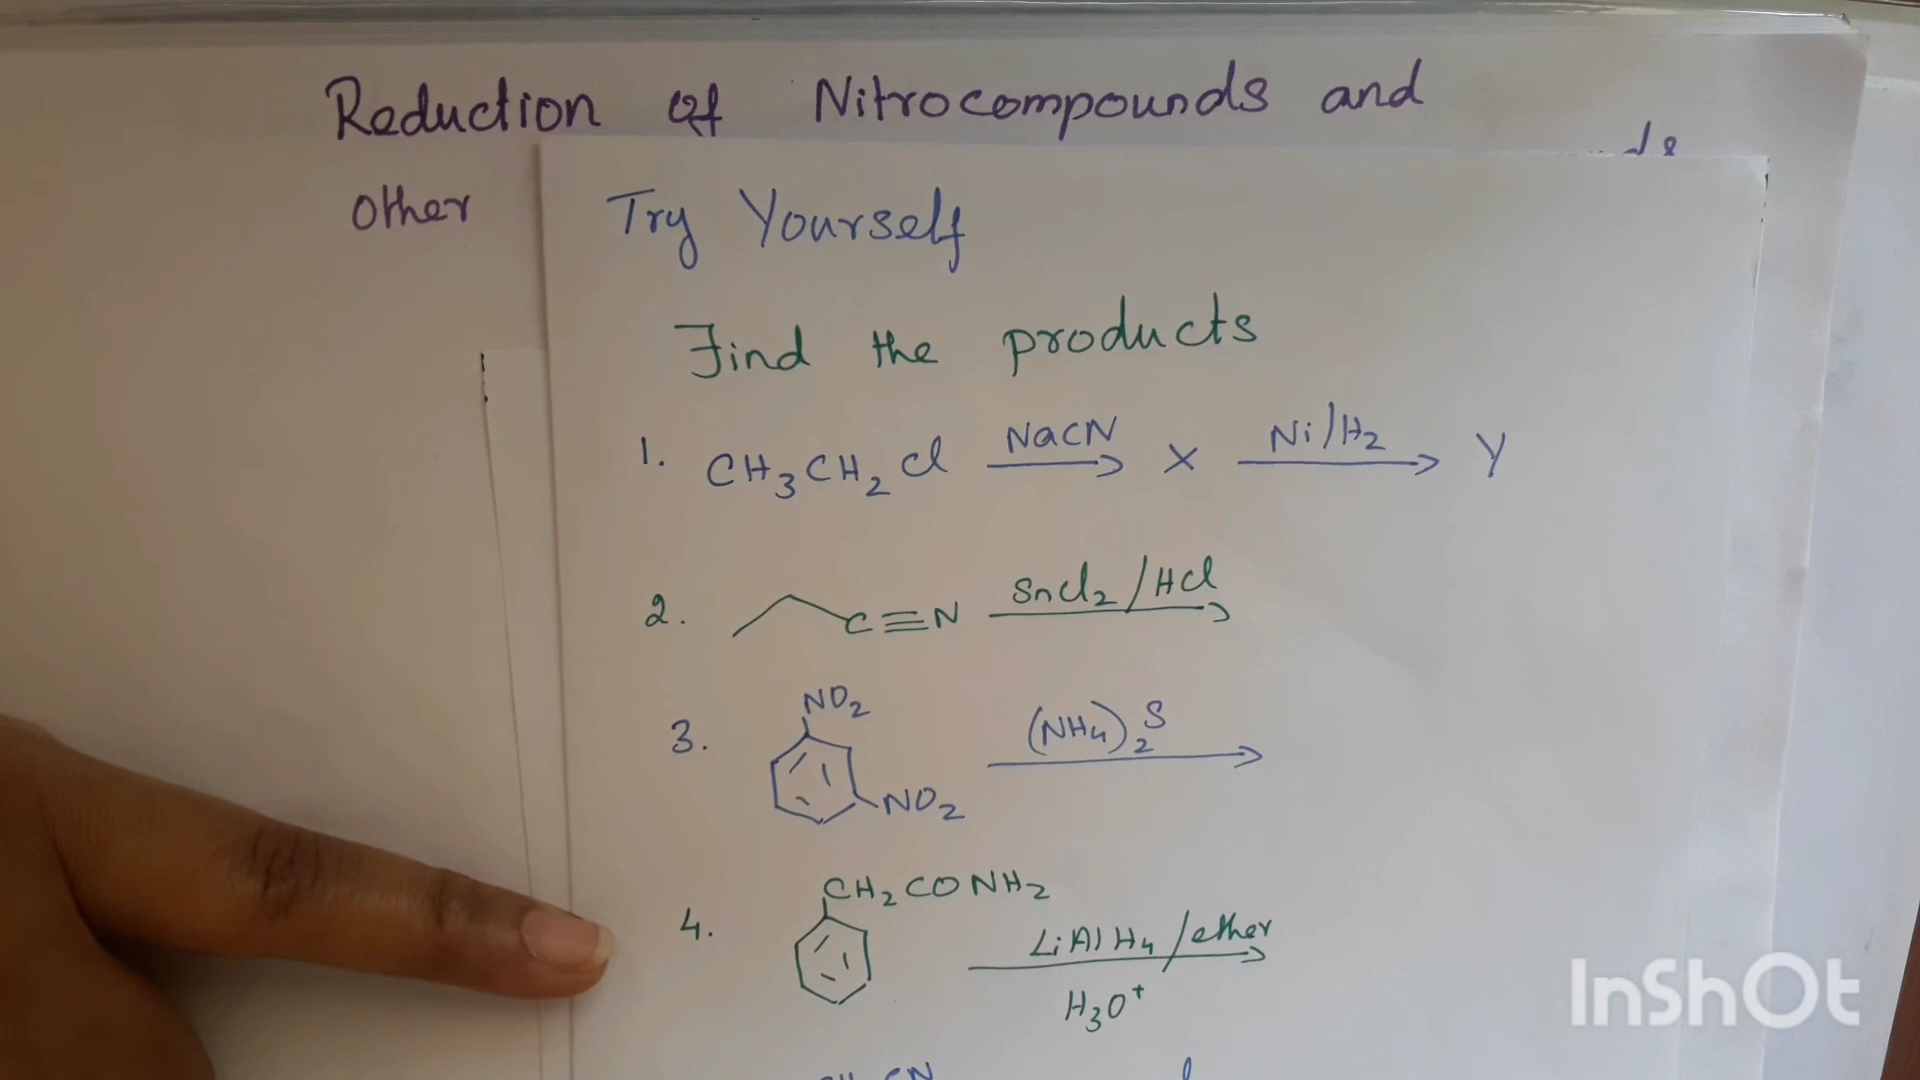 Reduction of Nitrocompounds and
other
Try Yourself
Find the products
1. CH₃CH₂Cl NaCN X Ni/H₂ Y
2. C≡N SnCl₂/HCl
3. NO₂ NO₂ (NH₄)₂S
4. CH₂CONH₂ LiAlH₄/ether
H₃O⁺
InShOt